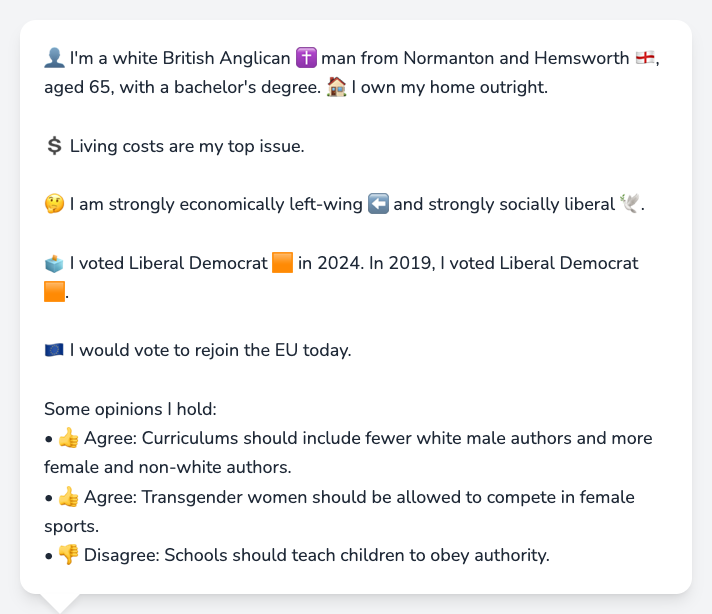 👤 I'm a white British Anglican ✝️ man from Normanton and Hemsworth 🏴󠁧󠁢󠁥󠁮󠁧󠁿,
aged 65, with a bachelor's degree. 🏠 I own my home outright.
💲 Living costs are my top issue.
🤔 I am strongly economically left-wing ⬅️ and strongly socially liberal 🕊️.
🗳️ I voted Liberal Democrat 🟧 in 2024. In 2019, I voted Liberal Democrat
🟧.
🇪🇺 I would vote to rejoin the EU today.
Some opinions I hold:
• 👍 Agree: Curriculums should include fewer white male authors and more
female and non-white authors.
• 👍 Agree: Transgender women should be allowed to compete in female
sports.
• 👎 Disagree: Schools should teach children to obey authority.